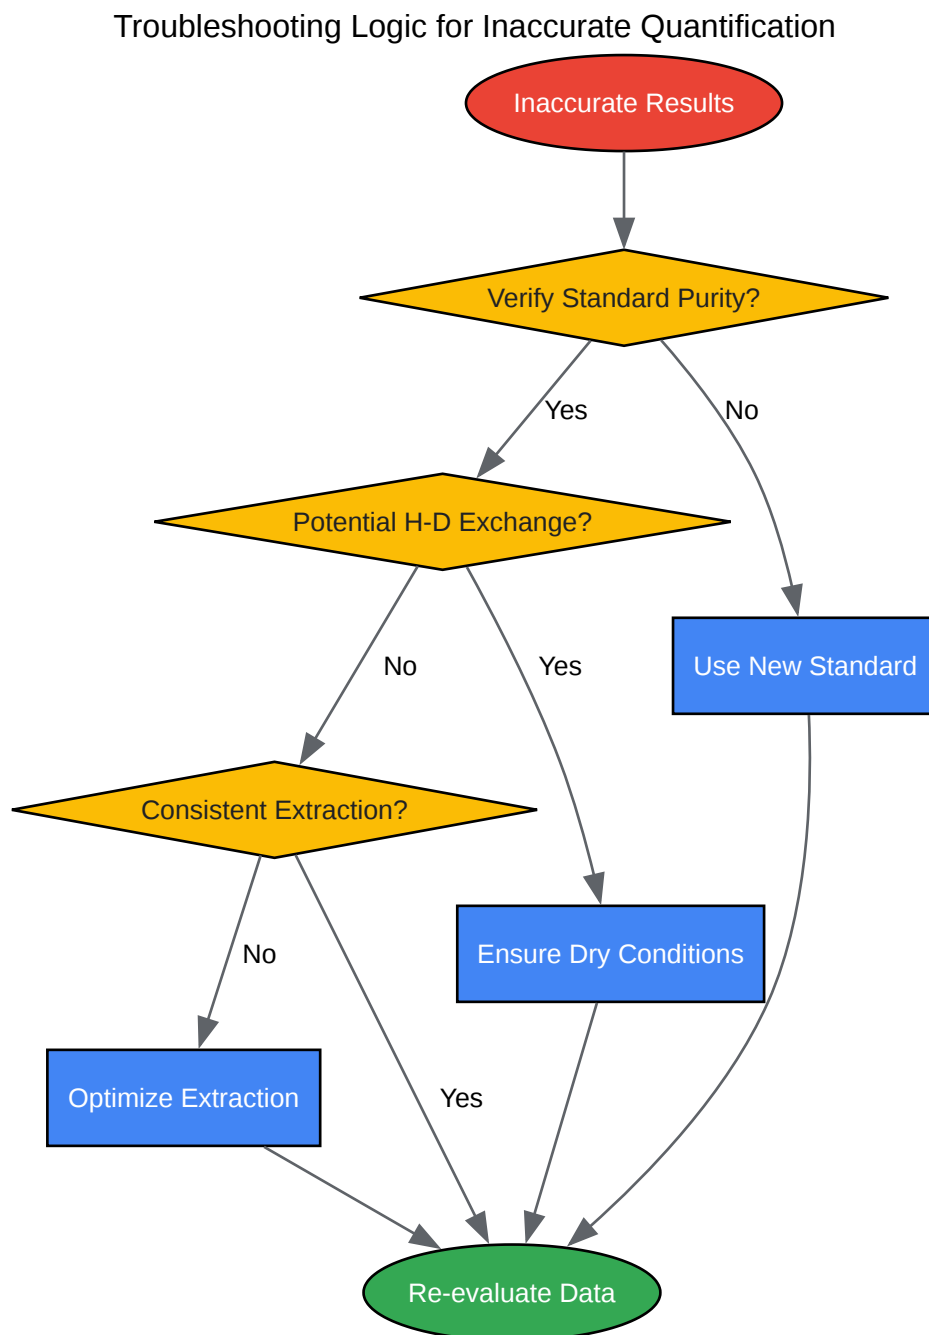 Troubleshooting Logic for Inaccurate Quantification
Inaccurate Results
Verify Standard Purity?
Yes
No
Potential H-D Exchange?
No
Yes
Use New Standard
Consistent Extraction?
No
Ensure Dry Conditions
Optimize Extraction
Yes
Re-evaluate Data